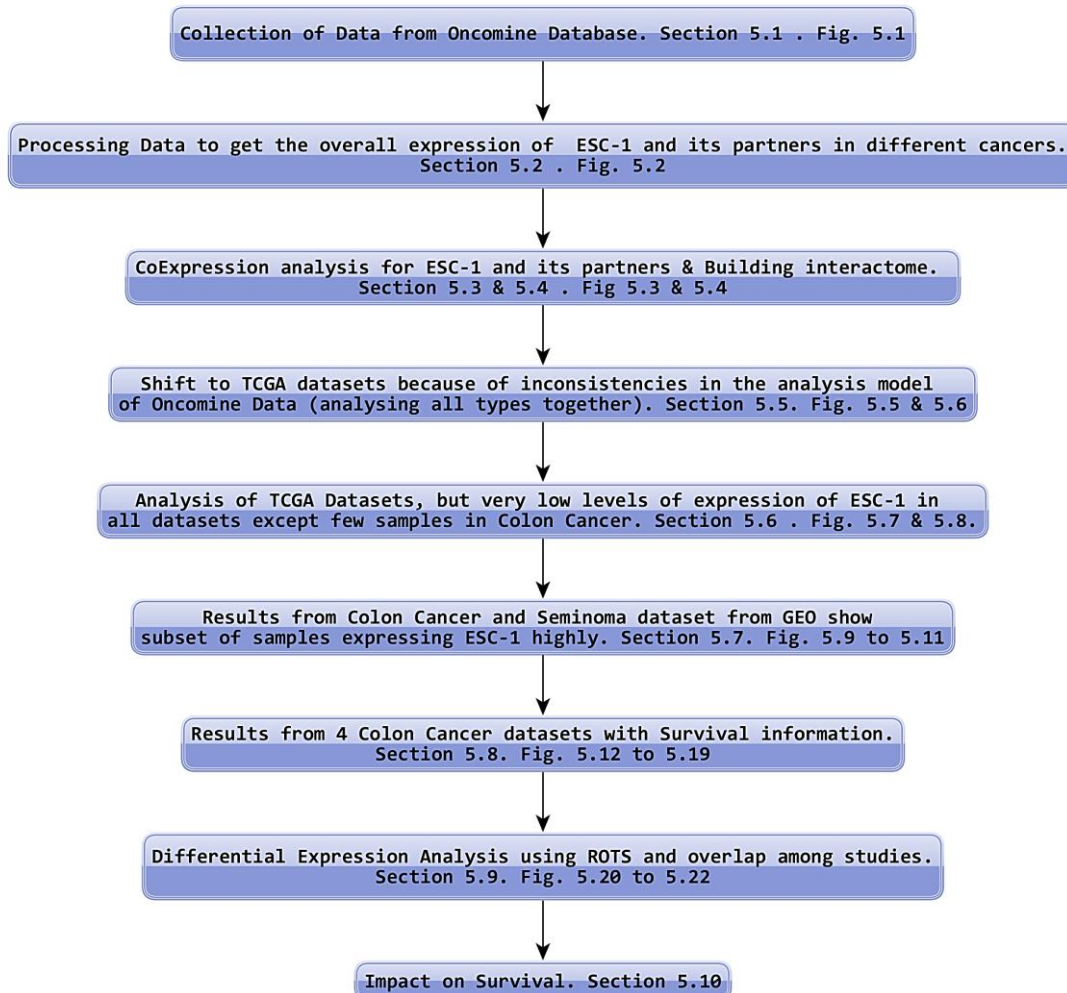 Collection of Data from Oncomine Database. Section 5.1 . Fig. 5.1
Processing Data to get the overall expression of ESC-1 and its partners in different cancers.
Section 5.2 . Fig. 5.2
CoExpression analysis for ESC-1 and its partners & Building interactome.
Section 5.3 & 5.4 . Fig 5.3 & 5.4
Shift to TCGA datasets because of inconsistencies in the analysis model
of Oncomine Data (analysing all types together). Section 5.5. Fig. 5.5 & 5.6
Analysis of TCGA Datasets, but very low levels of expression of ESC-1 in
all datasets except few samples in Colon Cancer. Section 5.6 . Fig. 5.7 & 5.8.
Results from Colon Cancer and Seminoma dataset from GEO show
subset of samples expressing ESC-1 highly. Section 5.7. Fig. 5.9 to 5.11
Results from 4 Colon Cancer datasets with Survival information.
Section 5.8. Fig. 5.12 to 5.19
Differential Expression Analysis using ROTS and overlap among studies.
Section 5.9. Fig. 5.20 to 5.22
Impact on Survival. Section 5.10